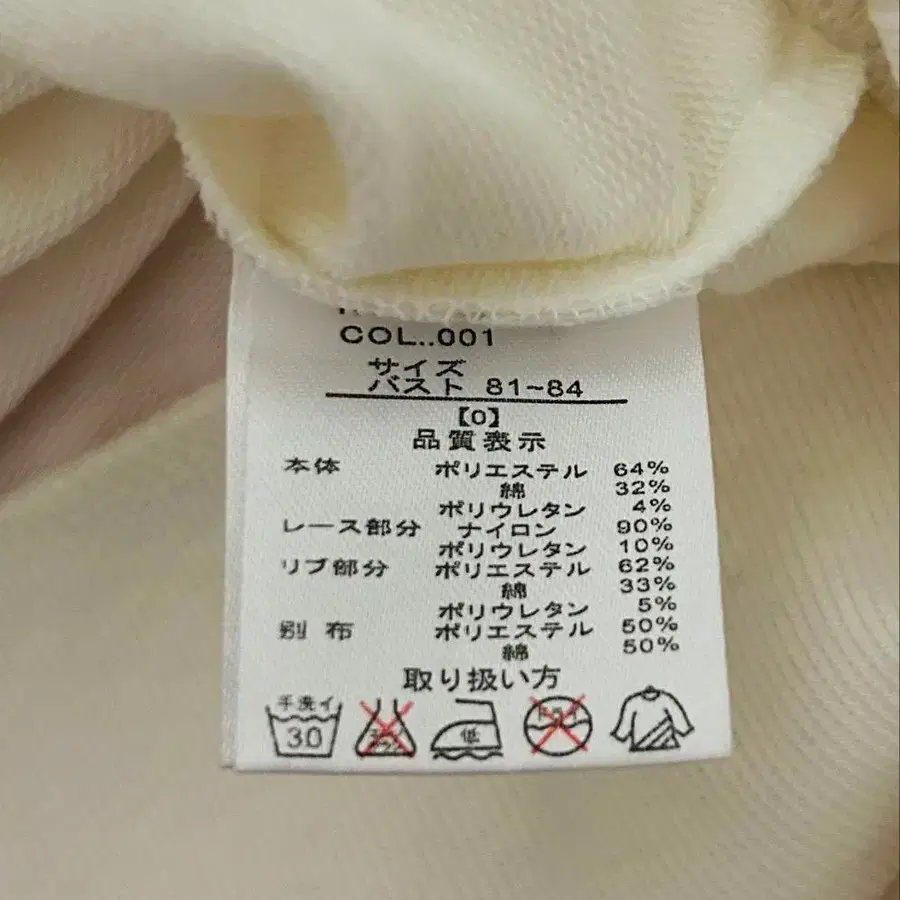 COL..001
サイズ
バスト 81~84
【0】
品質表示
本体 ポリエステル 64%
綿 32%
ポリウレタン 4%
レース部分 ナイロン 90%
ポリウレタン 10%
リブ部分 ポリエステル 62%
綿 33%
ポリウレタン 5%
別布 ポリエステル 50%
綿 50%
取り扱い方
手洗イ 30
低
ドライ